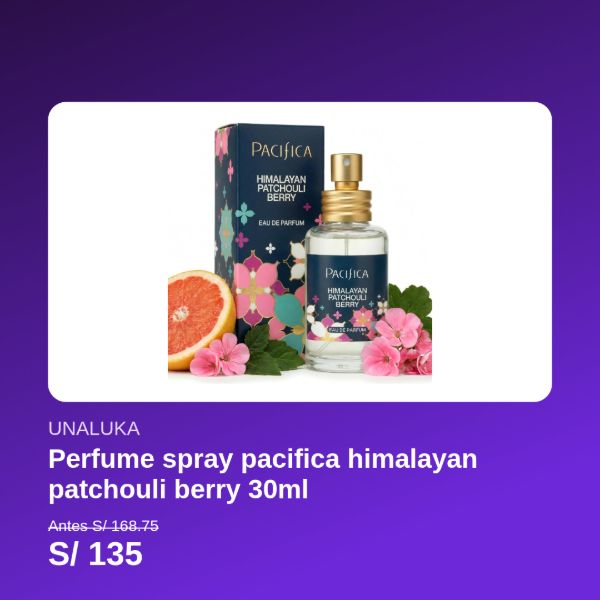 PACIFICA
HIMALAYAN
PATCHOULI
BERRY
EAU DE PARFUM
PACIFICA
HIMALAYAN
PATCHOULI
BERRY
EAU DE PARFUM
UNALUKA
Perfume spray pacifica himalayan
patchouli berry 30ml
Antes S/ 168.75
S/ 135